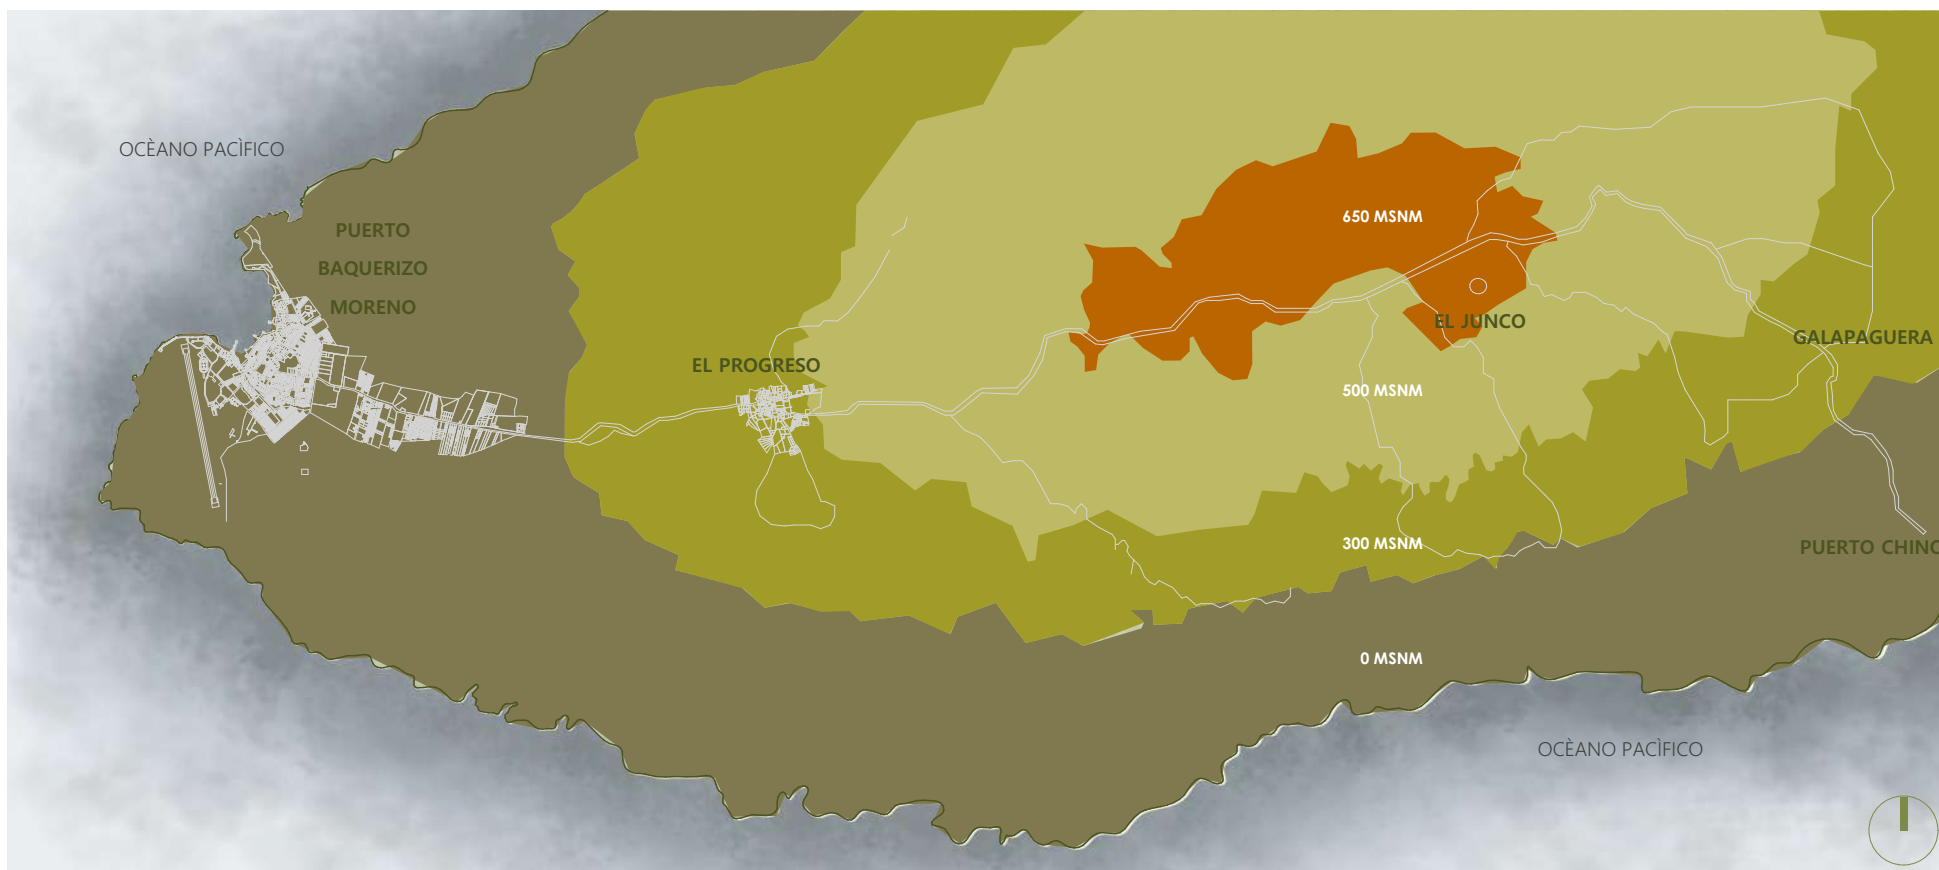 OCÈANO PACÌFICO
PUERTO
BAQUERIZO
MORENO
650 MSNM
EL JUNCO
GALAPAGUERA
EL PROGRESO
500 MSNM
300 MSNM
PUERTO CHINO
0 MSNM
OCÈANO PACÌFICO